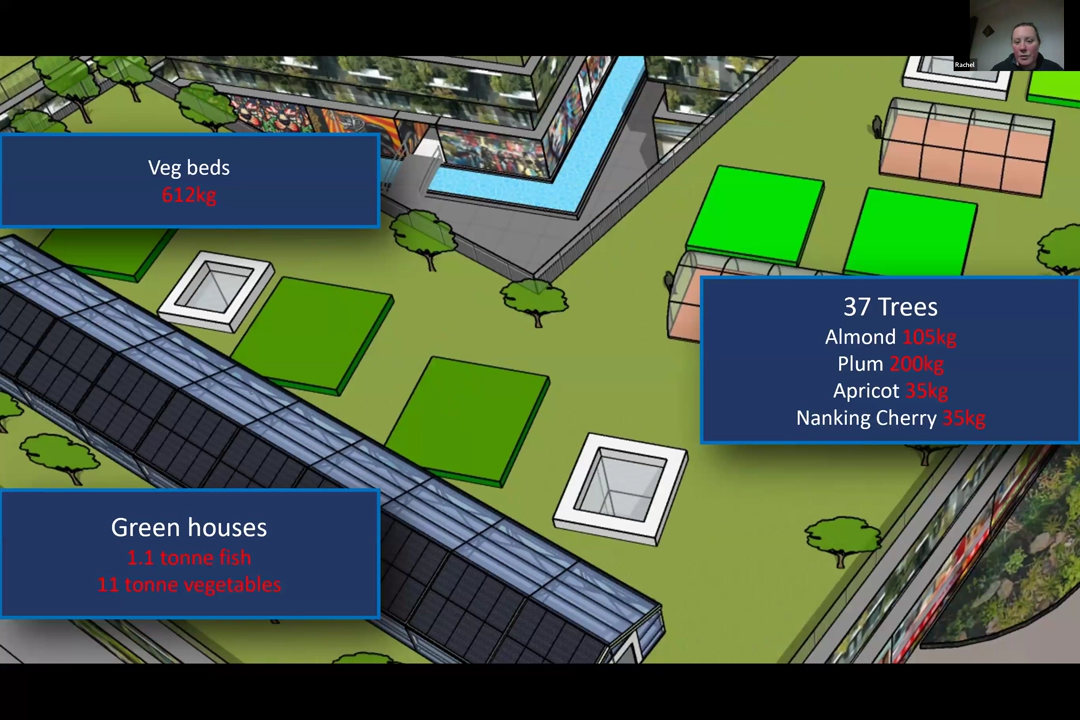 Rachel
Veg beds
612kg
37 Trees
Almond 105kg
Plum 200kg
Apricot 35kg
Nanking Cherry 35kg
Green houses
1.1 tonne fish
11 tonne vegetables